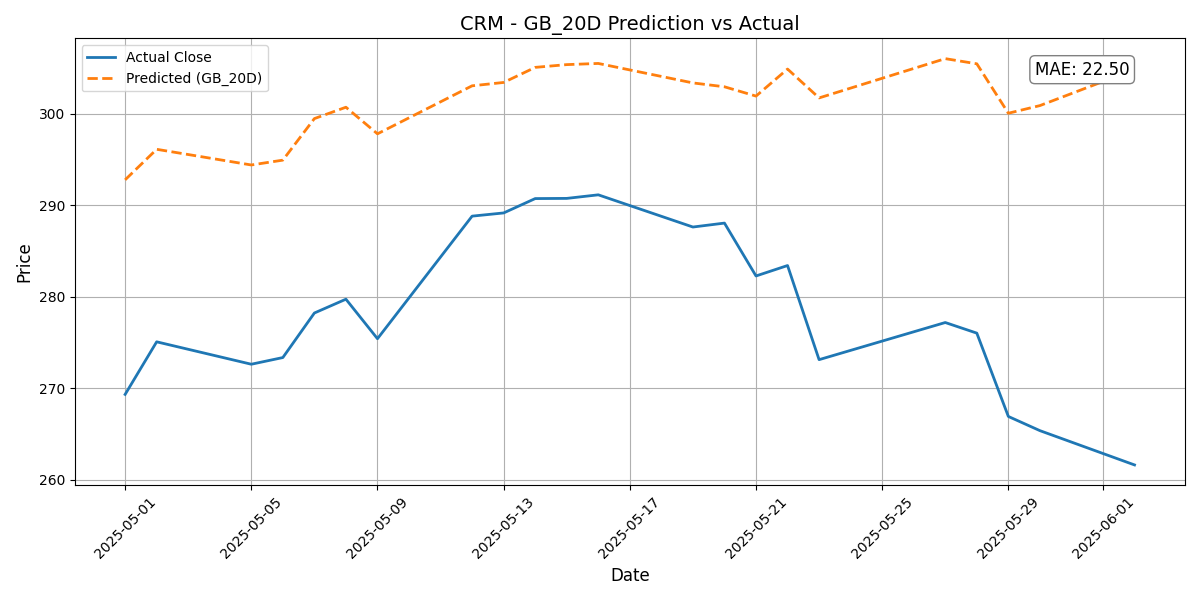 CRM - GB_20D Prediction vs Actual
Actual Close
Predicted (GB_20D)
MAE: 22.50
Price
300
290
280
270
260
2025-05-01
2025-05-05
2025-05-09
2025-05-13
2025-05-17
2025-05-21
2025-05-25
2025-05-29
2025-06-01
Date